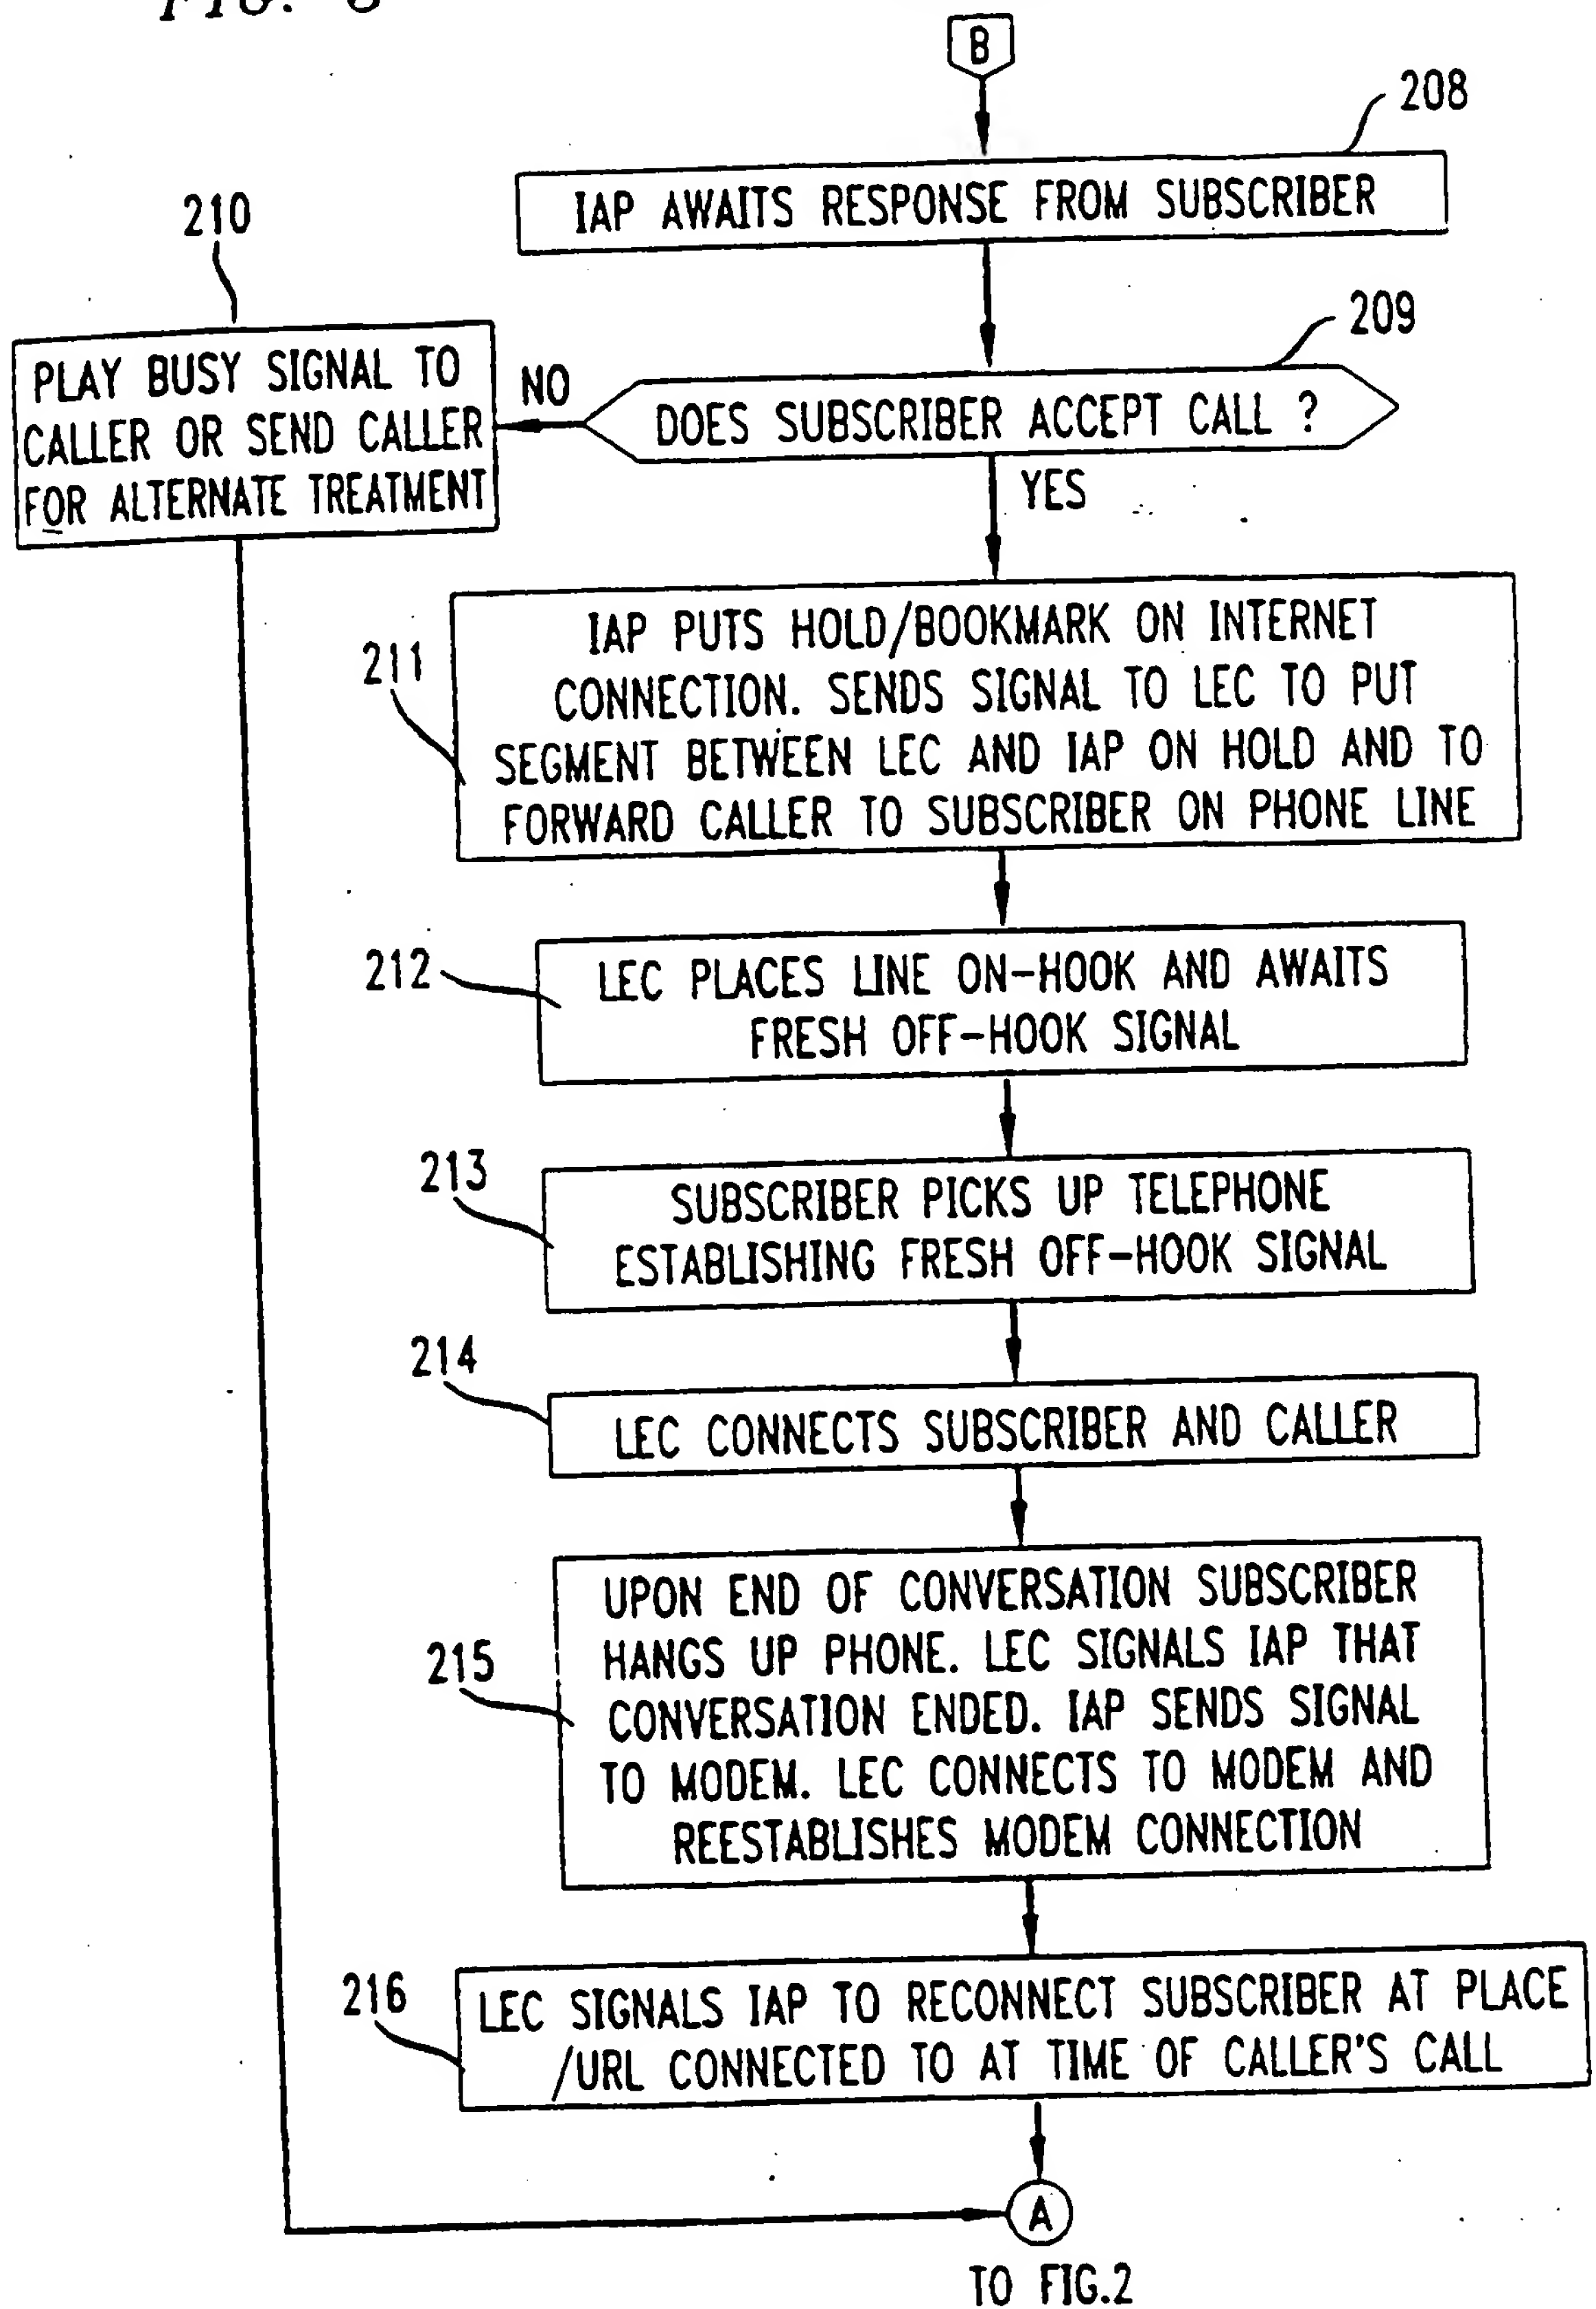 FIG. 3
B
208
IAP AWAITS RESPONSE FROM SUBSCRIBER
210
209
PLAY BUSY SIGNAL TO
CALLER OR SEND CALLER
FOR ALTERNATE TREATMENT
NO
DOES SUBSCRIBER ACCEPT CALL ?
YES
211
IAP PUTS HOLD/BOOKMARK ON INTERNET
CONNECTION. SENDS SIGNAL TO LEC TO PUT
SEGMENT BETWEEN LEC AND IAP ON HOLD AND TO
FORWARD CALLER TO SUBSCRIBER ON PHONE LINE
212
LEC PLACES LINE ON-HOOK AND AWAITS
FRESH OFF-HOOK SIGNAL
213
SUBSCRIBER PICKS UP TELEPHONE
ESTABLISHING FRESH OFF-HOOK SIGNAL
214
LEC CONNECTS SUBSCRIBER AND CALLER
215
UPON END OF CONVERSATION SUBSCRIBER
HANGS UP PHONE. LEC SIGNALS IAP THAT
CONVERSATION ENDED. IAP SENDS SIGNAL
TO MODEM. LEC CONNECTS TO MODEM AND
REESTABLISHES MODEM CONNECTION
216
LEC SIGNALS IAP TO RECONNECT SUBSCRIBER AT PLACE
/URL CONNECTED TO AT TIME OF CALLER'S CALL
A
TO FIG.2